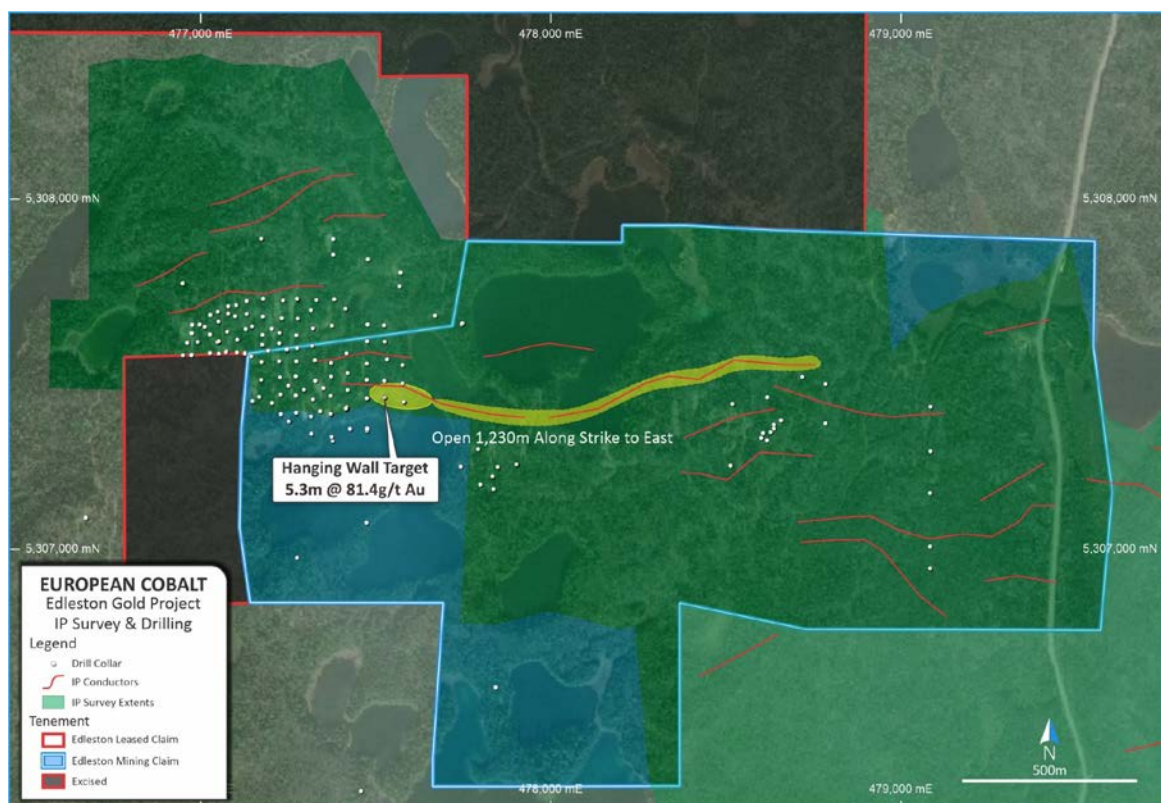 477,000 mE
478,000 mE
479,000 mE
5,308,000 mN
5,308,000 mN
Open 1,230m Along Strike to East
Hanging Wall Target
5.3m @ 81.4g/t Au
5,307,000 mN
5,307,000 mN
EUROPEAN COBALT
Edleston Gold Project
IP Survey & Drilling
Legend
Drill Collar
IP Conductors
IP Survey Extents
Tenement
Edleston Leased Claim
Edleston Mining Claim
Excised
N
500m
478,000 mE
479,000 mE